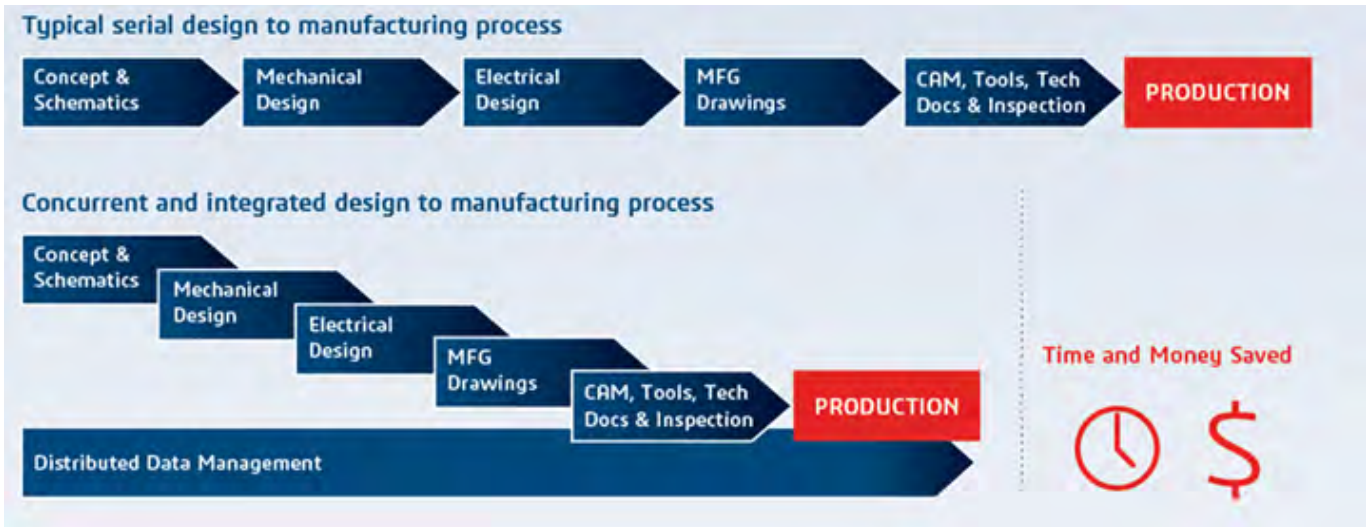 Typical serial design to manufacturing process
Concept &
Schematics
Mechanical
Design
Electrical
Design
MFG
Drawings
CAM, Tools, Tech
Docs & Inspection
PRODUCTION
Concurrent and integrated design to manufacturing process
Concept &
Schematics
Mechanical
Design
Electrical
Design
MFG
Drawings
CAM, Tools, Tech
Docs & Inspection
PRODUCTION
Distributed Data Management
Time and Money Saved
$